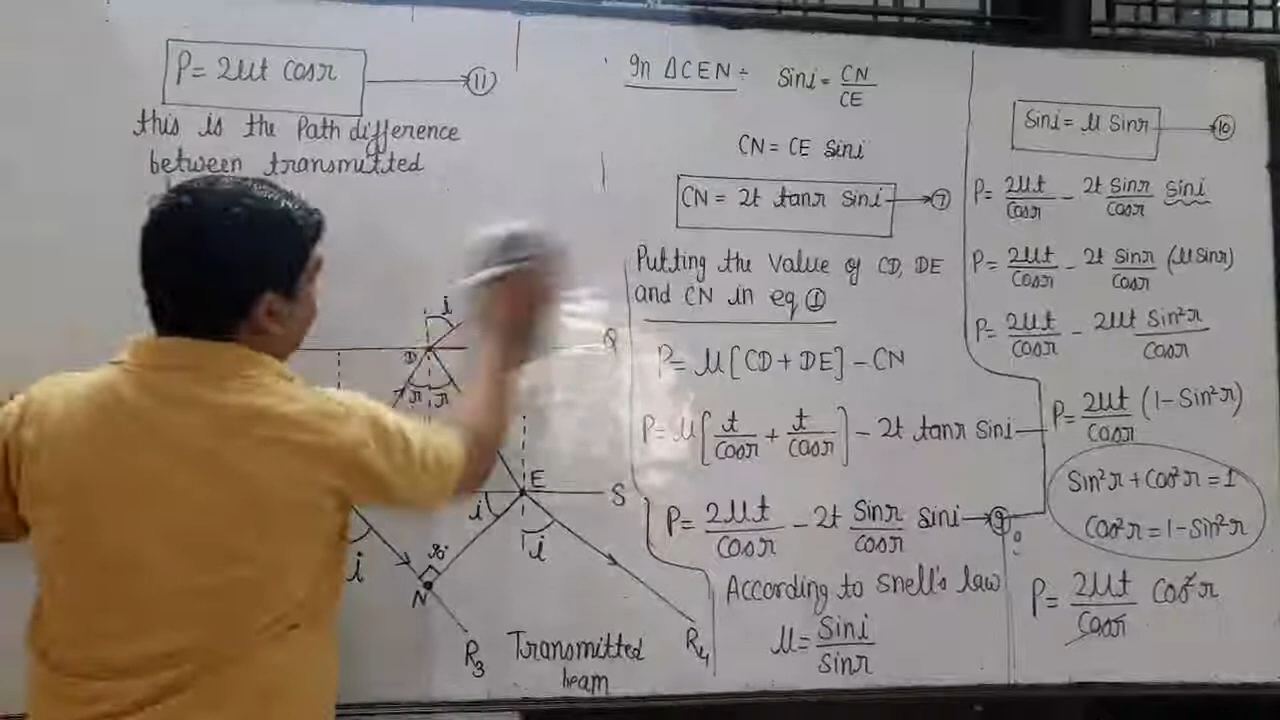 P = 2μt cosr → (11)
this is the Path difference
between transmitted
i
D
Q
r r
E
S
i
i
i
90°
N
R3
R4
Transmitted
beam
In ΔCEN :- Sini = CN/CE
CN = CE Sini
CN = 2t tanr Sini → (7)
Putting the Value of CD, DE
and CN in eq (1)
P = μ[CD + DE] - CN
P = μ[t/cosr + t/cosr] - 2t tanr Sini
P = 2μt/cosr - 2t Sinr/cosr Sini → (9)
According to Snell's law
μ = Sini/sinr
Sini = μ Sinr → (10)
P = 2μt/cosr - 2t Sinr/cosr Sini
P = 2μt/cosr - 2t Sinr/cosr (μ Sinr)
P = 2μt/cosr - 2μt Sin²r/cosr
P = 2μt/cosr (1 - Sin²r)
Sin²r + Cos²r = 1
Cos²r = 1 - Sin²r
P = 2μt/cosr cos²r